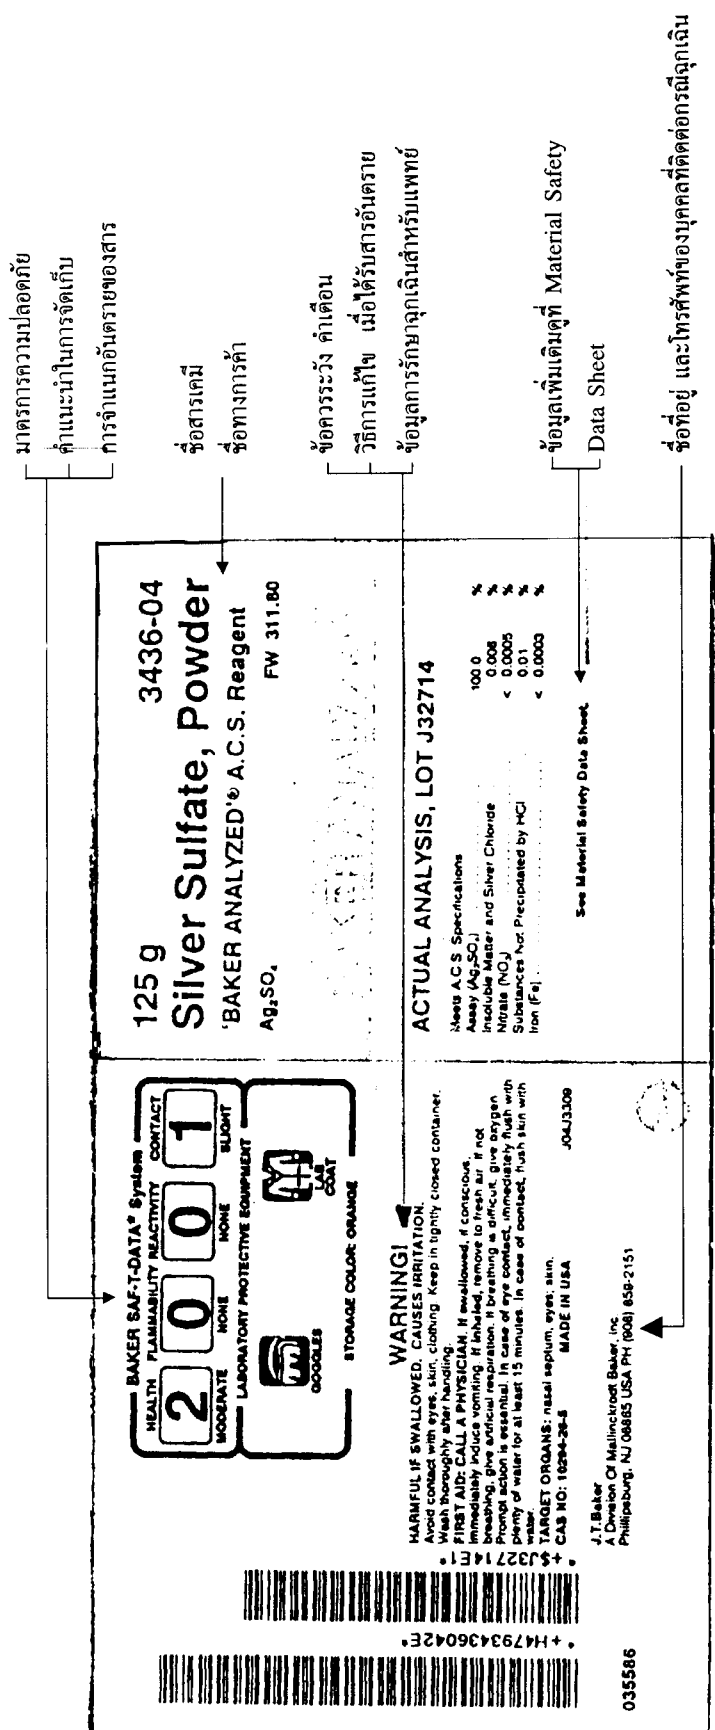 มาตรการความปลอดภัย
คำแนะนำในการจัดเก็บ
การจำแนกอันตรายของสาร
ชื่อสารเคมี
ชื่อทางการค้า
ข้อควรระวัง คำเตือน
วิธีการแก้ไข เมื่อได้รับสารอันตราย
ข้อมูลการรักษาฉุกเฉินสำหรับแพทย์
ข้อมูลเพิ่มเติมดูที่ Material Safety
Data Sheet
ชื่อที่อยู่ และโทรศัพท์ของบุคคลที่ติดต่อกรณีฉุกเฉิน
BAKER SAF-T-DATA® System
HEALTH FLAMMABILITY REACTIVITY CONTACT
2 0 0 1
MODERATE NONE NONE SLIGHT
LABORATORY PROTECTIVE EQUIPMENT
GOGGLES
LAB
COAT
STORAGE COLOR: ORANGE
WARNING!
HARMFUL IF SWALLOWED. CAUSES IRRITATION.
Avoid contact with eyes, skin, clothing. Keep in tightly closed container.
Wash thoroughly after handling.
FIRST AID: CALL A PHYSICIAN. If swallowed, if conscious,
immediately induce vomiting. If inhaled, remove to fresh air. If not
breathing, give artificial respiration. If breathing is difficult, give oxygen.
Prompt action is essential. In case of eye contact, immediately flush with
plenty of water for at least 15 minutes. In case of contact, flush skin with
water.
TARGET ORGANS: nasal septum, eyes, skin.
CAS NO: 10294-26-5 MADE IN USA J04J3309
J.T.Baker
A Division Of Mallinckrodt Baker, Inc
Phillipsburg, NJ 08865 USA PH (908) 859-2151
125 g 3436-04
Silver Sulfate, Powder
'BAKER ANALYZED'® A.C.S. Reagent
Ag₂SO₄ FW 311.80
ACTUAL ANALYSIS, LOT J32714
Meets A.C.S Specifications
Assay (Ag₂SO₄) 100.0 %
Insoluble Matter and Silver Chloride 0.008 %
Nitrate (NO₃) < 0.0005 %
Substances Not Precipitated by HCl 0.01 %
Iron (Fe) < 0.0003 %
See Material Safety Data Sheet.
*+$J32714E1*
*+H4793436042E*
035586